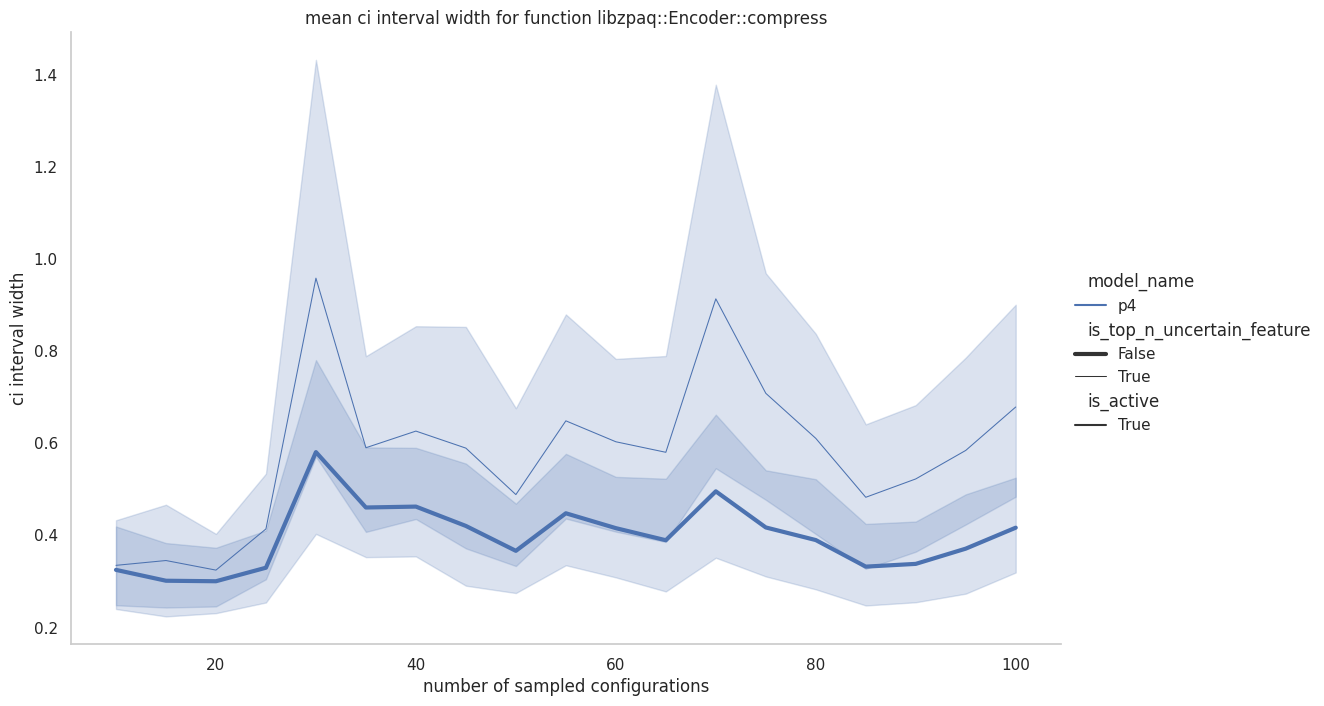 mean ci interval width for function libzpaq::Encoder::compress
ci interval width
1.4
1.2
1.0
0.8
0.6
0.4
0.2
20
40
60
80
100
number of sampled configurations
model_name
p4
is_top_n_uncertain_feature
False
True
is_active
True